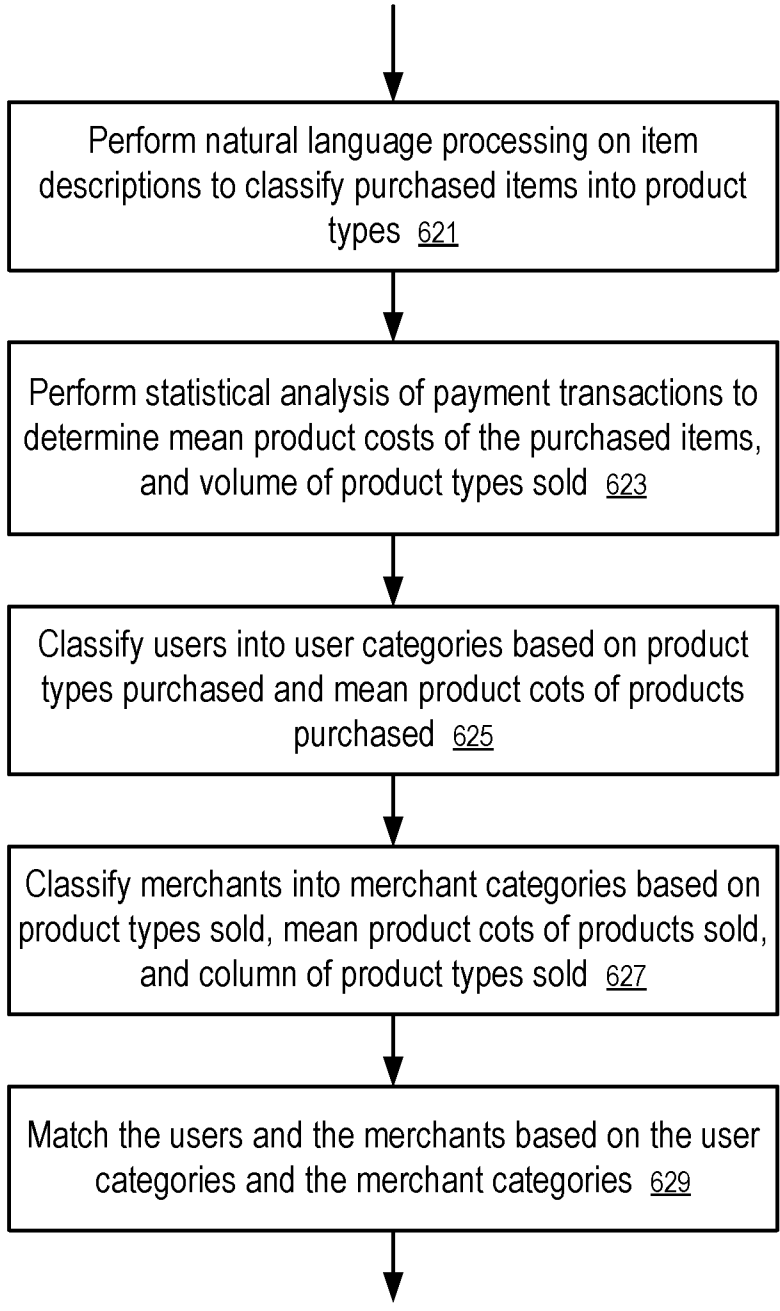 Perform natural language processing on item
descriptions to classify purchased items into product
types 621
Perform statistical analysis of payment transactions to
determine mean product costs of the purchased items,
and volume of product types sold 623
Classify users into user categories based on product
types purchased and mean product cots of products
purchased 625
Classify merchants into merchant categories based on
product types sold, mean product cots of products sold,
and column of product types sold 627
Match the users and the merchants based on the user
categories and the merchant categories 629